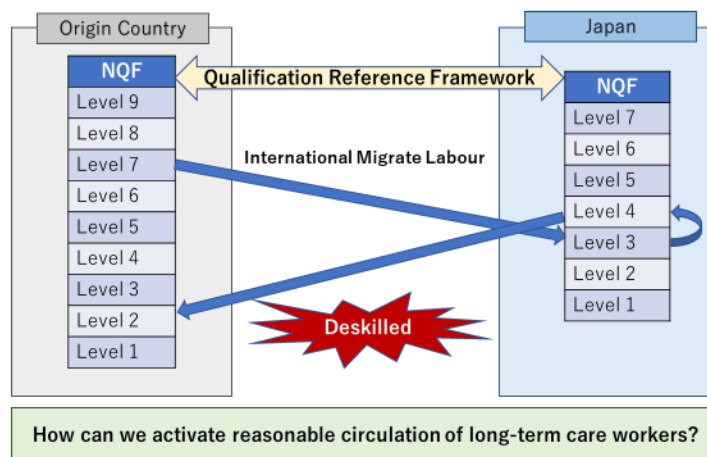 Origin Country
Japan
NQF
Qualification Reference Framework
NQF
Level 9
Level 8
Level 7
Level 6
Level 5
Level 4
Level 3
Level 2
Level 1
International Migrate Labour
Level 7
Level 6
Level 5
Level 4
Level 3
Level 2
Level 1
Deskilled
How can we activate reasonable circulation of long-term care workers?